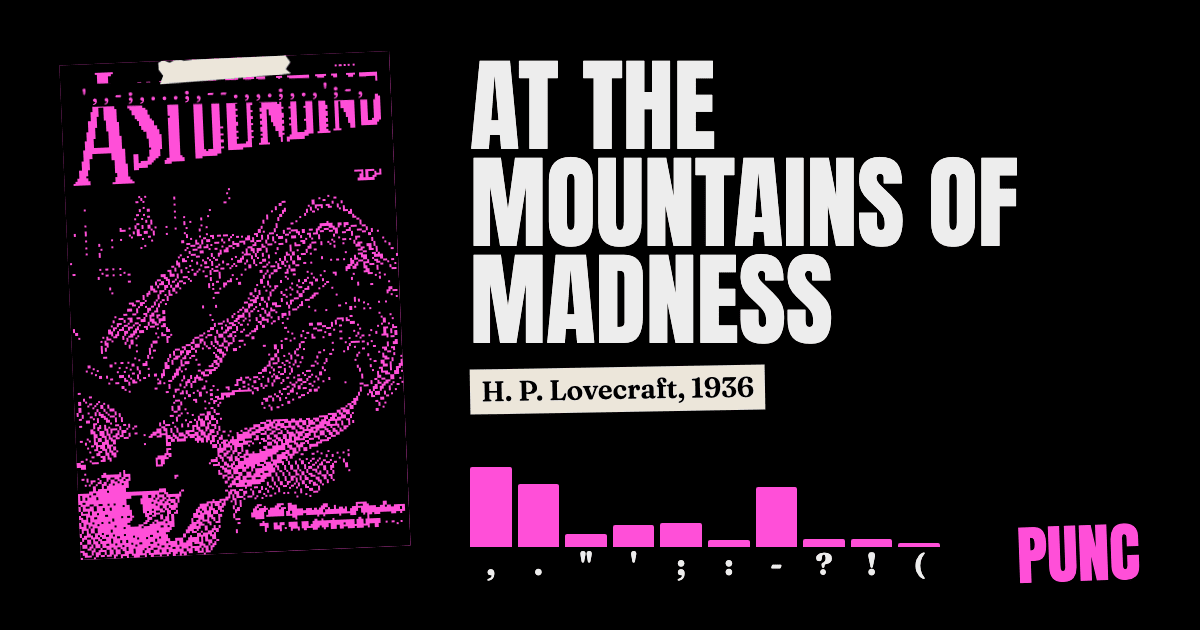 ASTOUNDING
AT THE
MOUNTAINS OF
MADNESS
H. P. Lovecraft, 1936
, . " ' ; : - ? ! (
PUNC